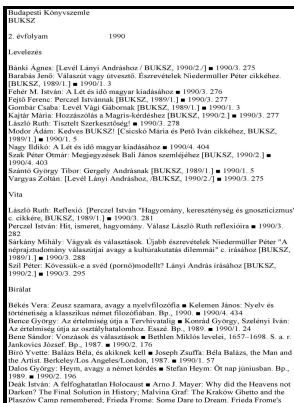 Budapesti Könyvszemle
BUKSZ
2. évfolyam 1990
Levelezés
Bánki Ágnes: [Levél Lányi Andráshoz / BUKSZ, 1990/2./] ■ 1990/3. 275
Barabás Jenő: Válaszút vagy útvesztő. Észrevételek Niedermüller Péter cikkéhez.
[BUKSZ, 1989/1.] ■ 1990/1. 3
Fehér M. István: A Lét és idő magyar kiadásához ■ 1990/3. 276
Fejtő Ferenc: Perczel Istvánnak [BUKSZ, 1989/1.] ■ 1990/3. 277
Gombár Csaba: Levél Vági Gábornak [BUKSZ, 1989/1.] ■ 1990/1. 3
Kajtár Mária: Hozzászólás a Magris-kérdéshez [BUKSZ, 1990/2.] ■ 1990/3. 277
László Ruth: Tisztelt Szerkesztőség! ■ 1990/3. 278
Modor Ádám: Kedves BUKSZ! [Csicskó Mária és Pető Iván cikkéhez, BUKSZ,
1989/1.] ■ 1990/1. 5
Nagy Ildikó: A Lét és idő magyar kiadásához ■ 1990/4. 404
Szak Péter Otmár: Megjegyzések Bali János szemléjéhez [BUKSZ, 1990/2.] ■
1990/4. 403
Szántó György Tibor: Gergely Andrásnak [BUKSZ, 1989/1.] ■ 1990/1. 5
Vargyas Zoltán: [Levél Lányi Andráshoz, /BUKSZ, 1990/2./] ■ 1990/3. 275
Vita
László Ruth: Reflexió. [Perczel István "Hagyomány, kereszténység és gnoszticizmus"
c. cikkére, BUKSZ, 1989/1.] ■ 1990/3. 281
Perczel István: Hit, ismeret, hagyomány. Válasz László Ruth reflexióira ■ 1990/3.
282
Sárkány Mihály: Vágyak és választások. Újabb észrevételek Niedermüller Péter "A
néprajztudomány válaszútjai avagy a kultúrakutatás dilemmái" c. írásához [BUKSZ,
1989/1.] ■ 1990/3. 288
Szil Péter: Kövessük-e a svéd (pornó)modellt? Lányi András írásához [BUKSZ,
1990/2.] ■ 1990/3. 295
Bírálat
Békés Vera: Zeusz szamara, avagy a nyelvfilozófia ■ Kelemen János: Nyelv és
történetiség a klasszikus német filozófiában. Bp., 1990. ■ 1990/4. 434
Bence György: Az értelmiség útja a Tervhivatalig ■ Konrád György, Szelényi Iván:
Az értelmiség útja az osztályhatalomhoz. Esszé. Bp., 1989. ■ 1990/1. 24
Bene Sándor: Vonzások és választások ■ Bethlen Miklós levelei, 1657–1698. S. a. r.
Jankovics József. Bp., 1987. ■ 1990/2. 176
Biró Yvette: Balázs Béla, és akiknek kell ■ Joseph Zsuffa: Béla Balázs, the Man and
the Artist. Berkeley/Los Angeles/London, 1987. ■ 1990/1. 57
Dalos György: Heym, avagy a német kérdés ■ Stefan Heym: Öt nap júniusban. Bp.,
1989. ■ 1990/2. 196
Deák István: A felfoghatatlan Holocaust ■ Arno J. Mayer: Why did the Heavens not
Darken? The Final Solution in History; Malvina Graf: The Kraków Ghetto and the
Plaszów Camp remembered; Frieda Frome: Some Dare to Dream. Frieda Frome's